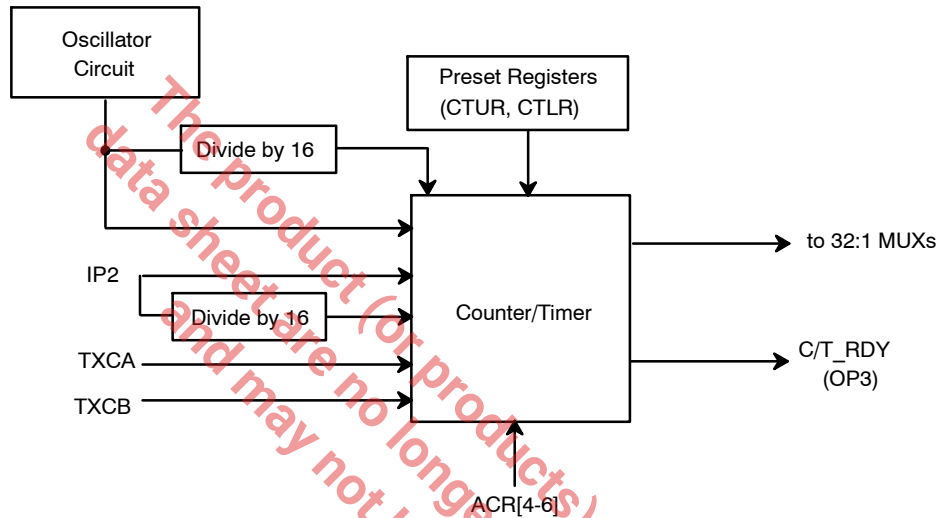 Oscillator
Circuit
Preset Registers
(CTUR, CTLR)
Divide by 16
to 32:1 MUXs
IP2
Divide by 16
Counter/Timer
C/T_RDY
(OP3)
TXCA
TXCB
ACR[4-6]
The product (or products)
data sheet are no longe
and may not